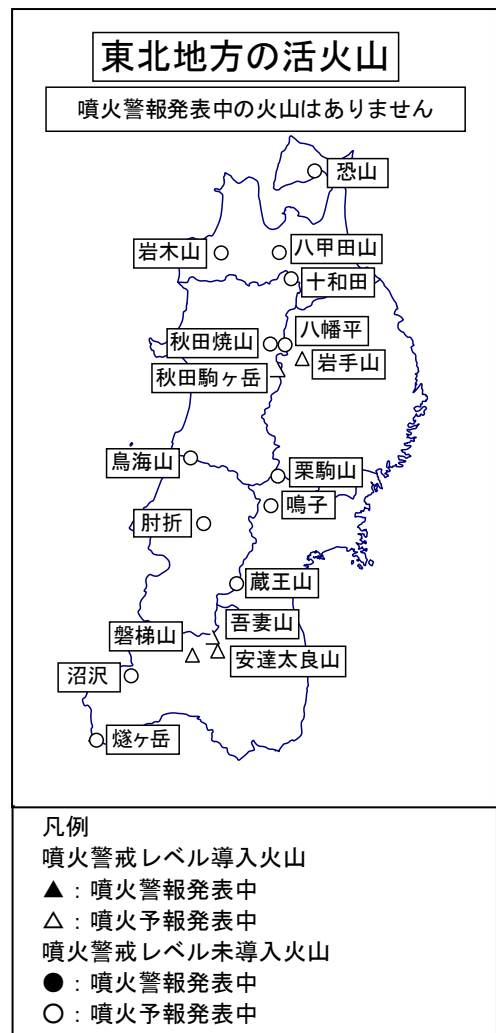 東北地方の活火山
噴火警報発表中の火山はありません
恐山
岩木山
八甲田山
十和田
秋田焼山
八幡平
岩手山
秋田駒ヶ岳
鳥海山
栗駒山
鳴子
肘折
蔵王山
吾妻山
磐梯山
安達太良山
沼沢
燧ヶ岳
凡例
噴火警戒レベル導入火山
▲：噴火警報発表中
△：噴火予報発表中
噴火警戒レベル未導入火山
●：噴火警報発表中
○：噴火予報発表中